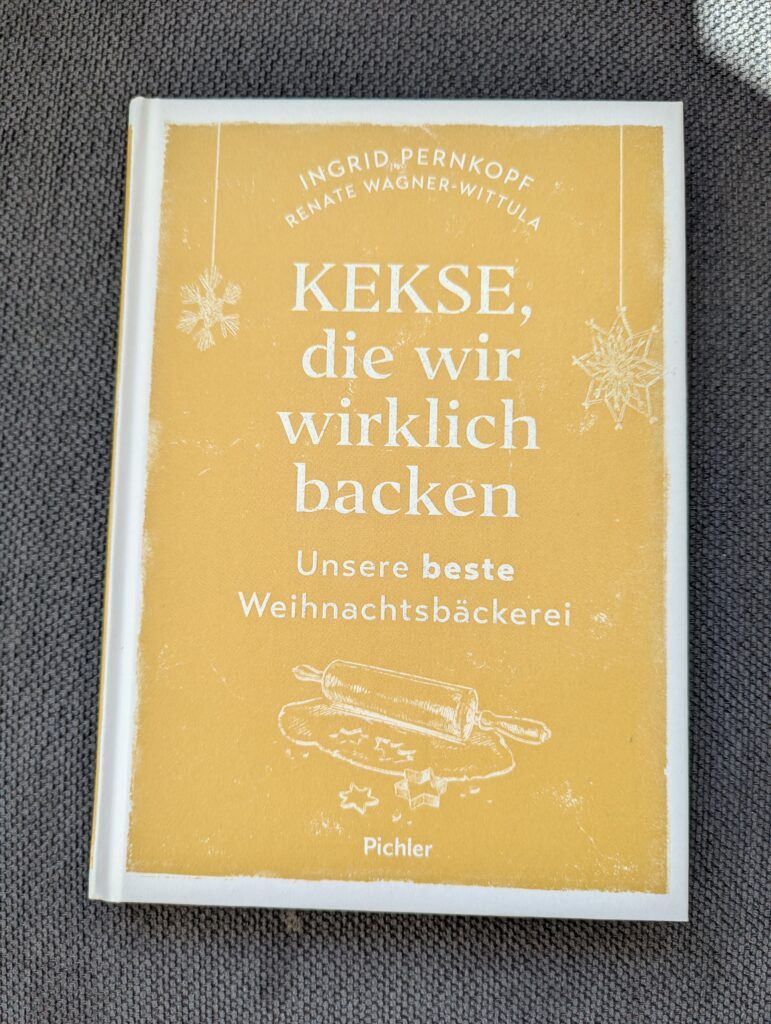 INGRID PERNKOPF
RENATE WAGNER-WITTULA
KEKSE,
die wir
wirklich
backen
Unsere beste
Weihnachtsbäckerei
Pichler